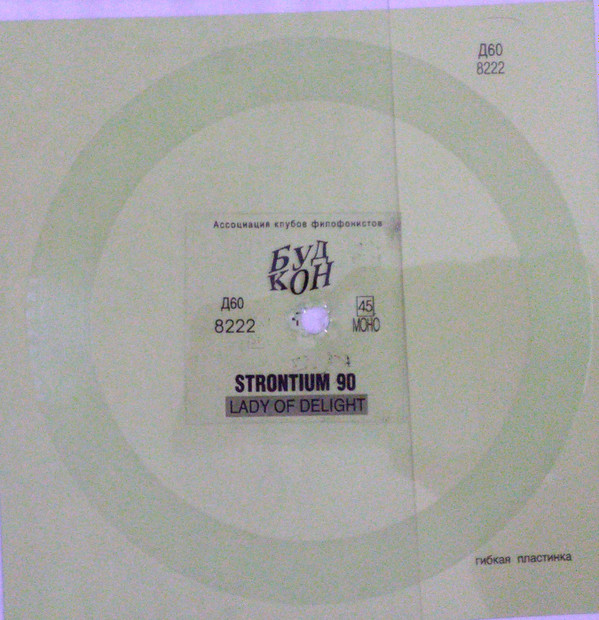 Д60
8222
Ассоциация клубов филофонистов
БУД
КОН
Д60
8222
45
МОНО
STRONTIUM 90
LADY OF DELIGHT
гибкая пластинка